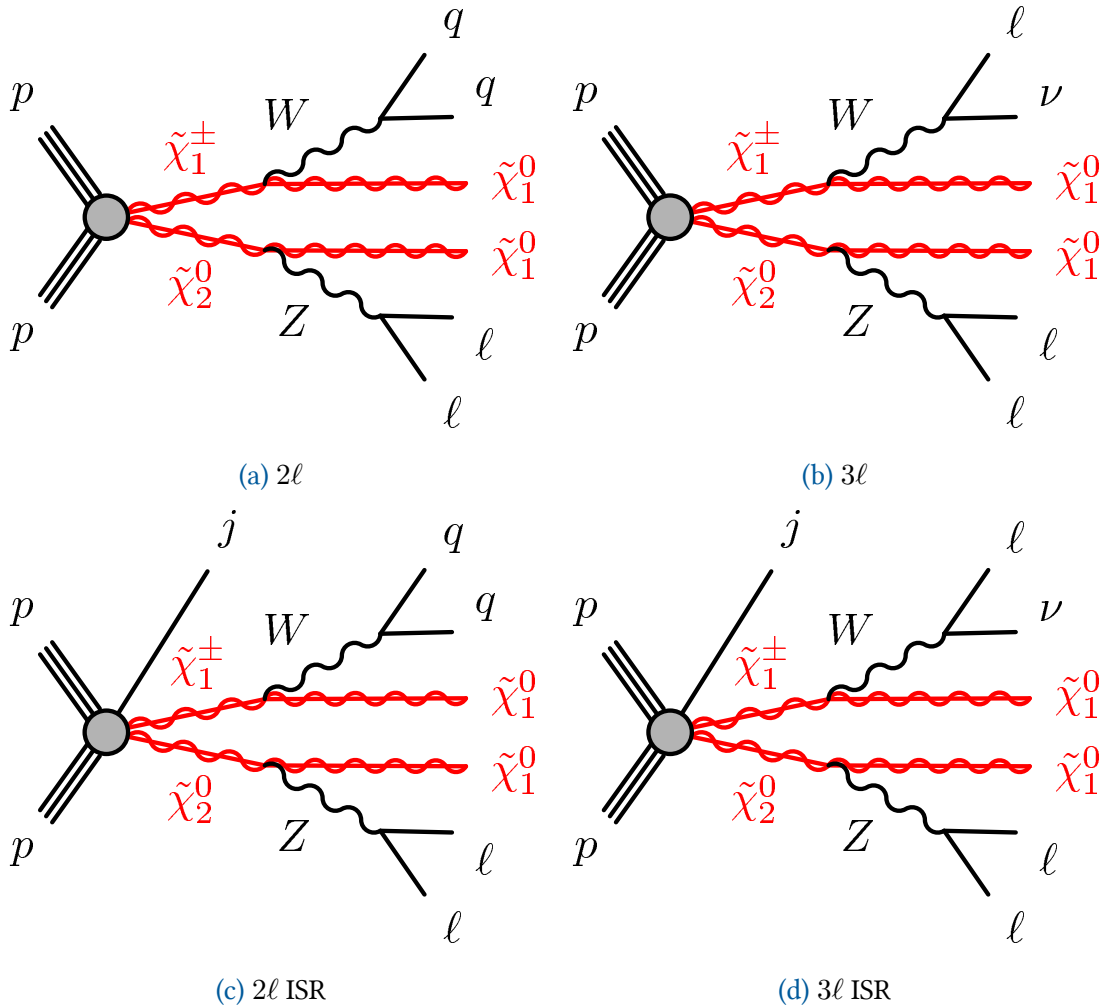 q
ℓ
p
W
q
p
W
ν
χ̃₁±
χ̃₁⁰
χ̃₁±
χ̃₁⁰
χ̃₂⁰
χ̃₁⁰
χ̃₂⁰
χ̃₁⁰
p
Z
ℓ
p
Z
ℓ
ℓ
ℓ
(a) 2ℓ
(b) 3ℓ
j
q
j
ℓ
p
W
q
p
W
ν
χ̃₁±
χ̃₁⁰
χ̃₁±
χ̃₁⁰
χ̃₂⁰
χ̃₁⁰
χ̃₂⁰
χ̃₁⁰
p
Z
ℓ
p
Z
ℓ
ℓ
ℓ
(c) 2ℓ ISR
(d) 3ℓ ISR